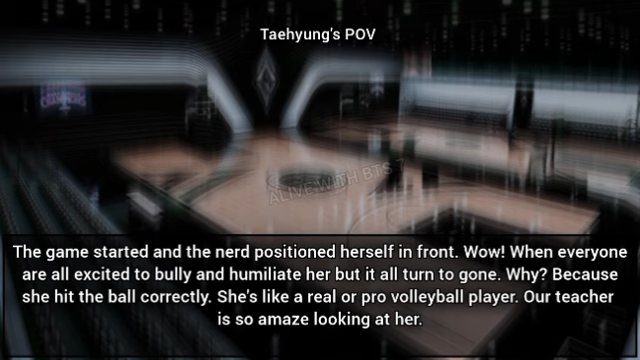 Taehyung's POV
ALIVE WITH BTS 7
The game started and the nerd positioned herself in front. Wow! When everyone
are all excited to bully and humiliate her but it all turn to gone. Why? Because
she hit the ball correctly. She's like a real or pro volleyball player. Our teacher
is so amaze looking at her.